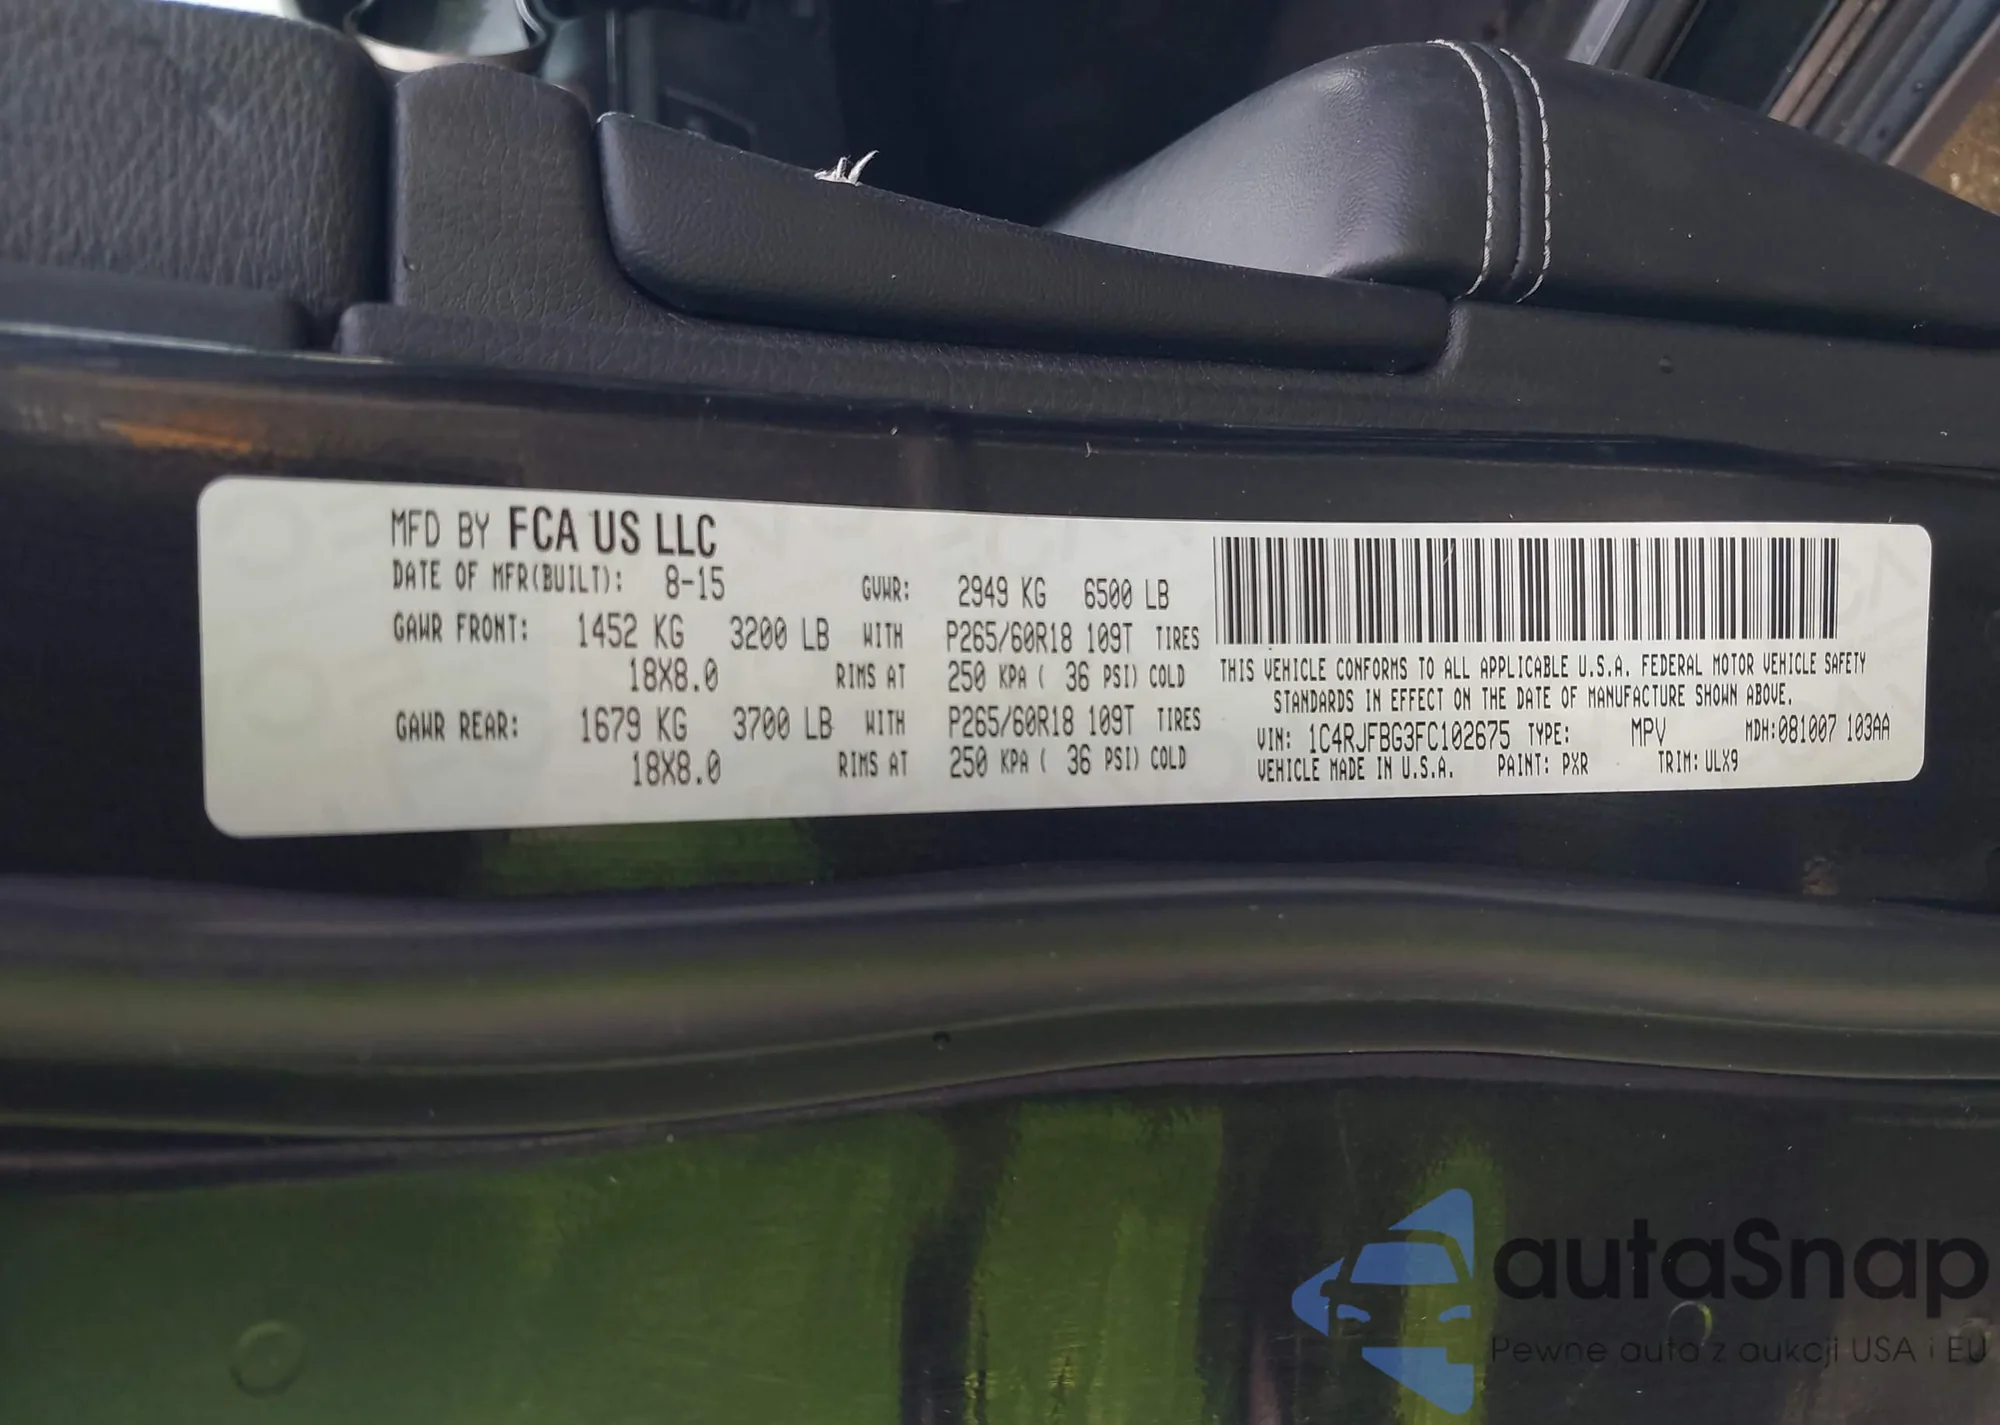 MFD BY FCA US LLC
DATE OF MFR(BUILT): 8-15 GVWR: 2949 KG 6500 LB
GAWR FRONT: 1452 KG 3200 LB WITH P265/60R18 109T TIRES
18X8.0 RIMS AT 250 KPA ( 36 PSI) COLD
GAWR REAR: 1679 KG 3700 LB WITH P265/60R18 109T TIRES
18X8.0 RIMS AT 250 KPA ( 36 PSI) COLD
THIS VEHICLE CONFORMS TO ALL APPLICABLE U.S.A. FEDERAL MOTOR VEHICLE SAFETY
STANDARDS IN EFFECT ON THE DATE OF MANUFACTURE SHOWN ABOVE.
VIN: 1C4RJFBG3FC102675 TYPE: MPV MDH:081007 103AA
VEHICLE MADE IN U.S.A. PAINT: PXR TRIM: ULX9
autaSnap
Pewne auta z aukcji USA i EU